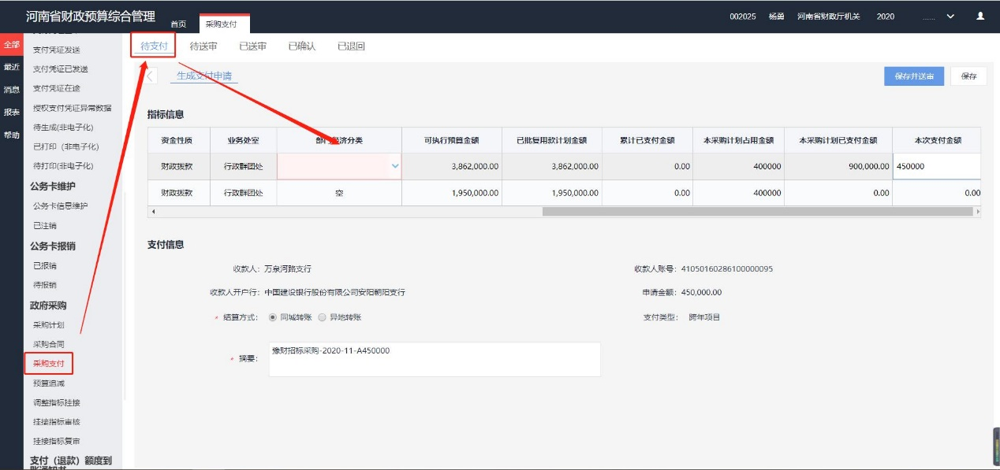 河南省财政预算综合管理
首页
采购支付
002025 杨勇 河南省财政厅机关 2020 ......
全部
最近
消息
报表
帮助
支付凭证发送
支付凭证已发送
支付凭证在途
授权支付凭证异常数据
待生成(非电子化)
已打印（非电子化）
待打印(非电子化)
公务卡维护
公务卡信息维护
已注销
公务卡报销
已报销
待报销
政府采购
采购计划
采购合同
采购支付
预算追减
调整指标挂接
挂接指标审核
挂接指标复审
支付（退款）额度到
账通知书
待支付 待送审 已送审 已确认 已退回
生成支付申请
保存并送审 保存
指标信息
资金性质 业务处室 部门经济分类 可执行预算金额 已批复用款计划金额 累计已支付金额 本采购计划占用金额 本采购计划已支付金额 本次支付金额
财政拨款 行政群团处 3,862,000.00 3,862,000.00 0.00 400000 900,000.00 450000
财政拨款 行政群团处 空 1,950,000.00 1,950,000.00 0.00 400000 0.00 0.00
支付信息
收款人： 万泉河路支行 收款人账号： 41050160286100000095
收款人开户行： 中国建设银行股份有限公司安阳朝阳支行 申请金额： 450,000.00
* 结算方式： 同城转账 异地转账 支付类型： 跨年项目
* 摘要： 豫财招标采购-2020-11-A450000